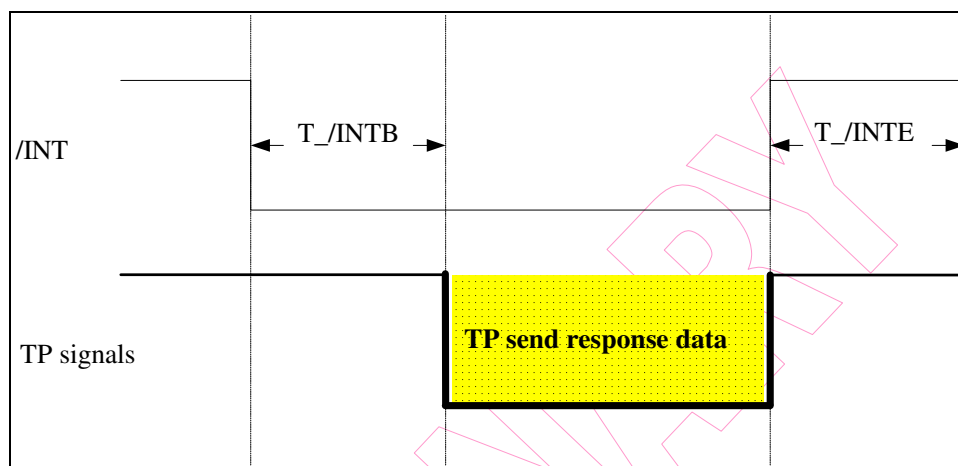 T_/INTB
T_/INTE
/INT
TP send response data
TP signals